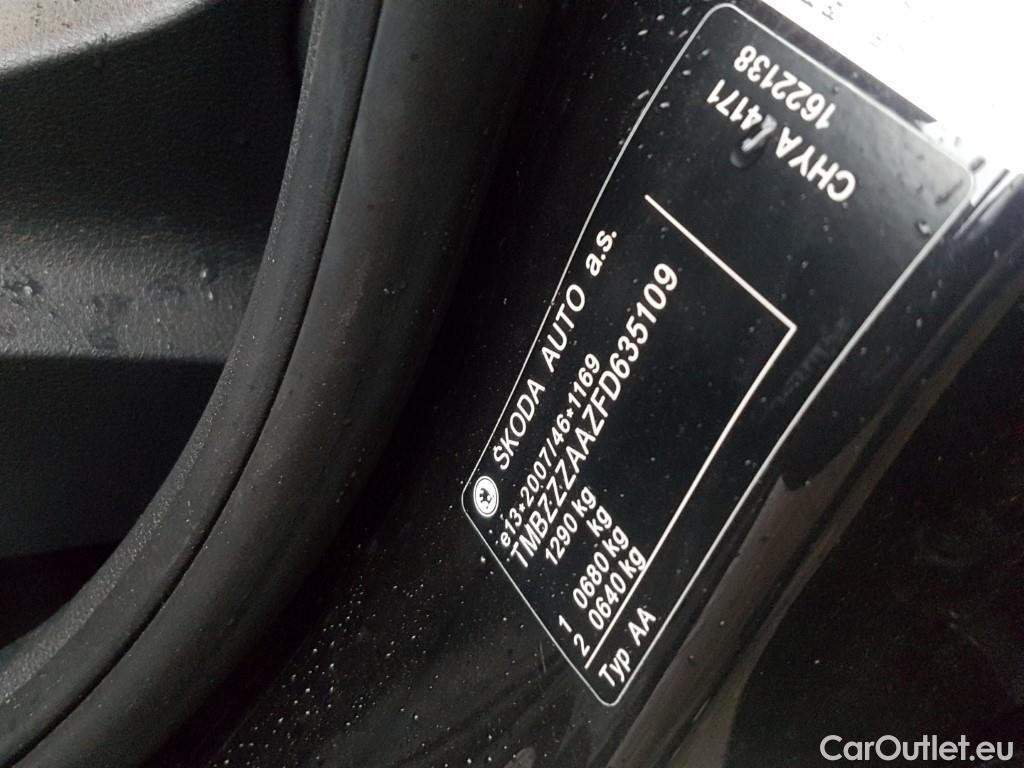 ŠKODA AUTO a.s.
e13*2007/46*1169
TMBZZZAAZFD635109
1290 kg
kg
1 0680 kg
2 0640 kg
Typ AA
CHYA 4171
1622138
CarOutlet.eu